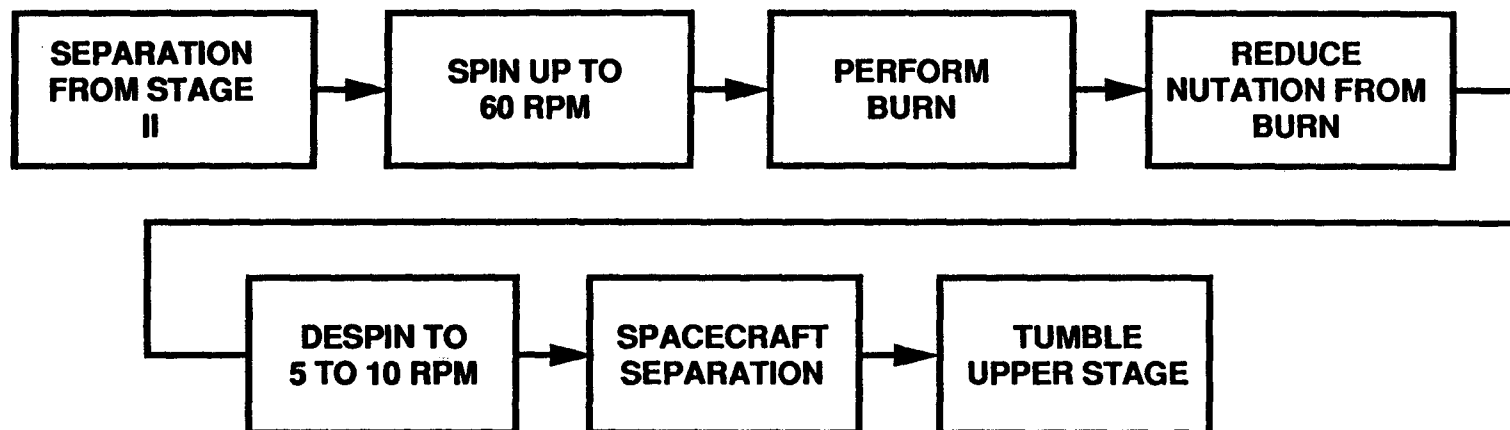 SEPARATION
FROM STAGE
II
SPIN UP TO
60 RPM
PERFORM
BURN
REDUCE
NUTATION FROM
BURN
DESPIN TO
5 TO 10 RPM
SPACECRAFT
SEPARATION
TUMBLE
UPPER STAGE